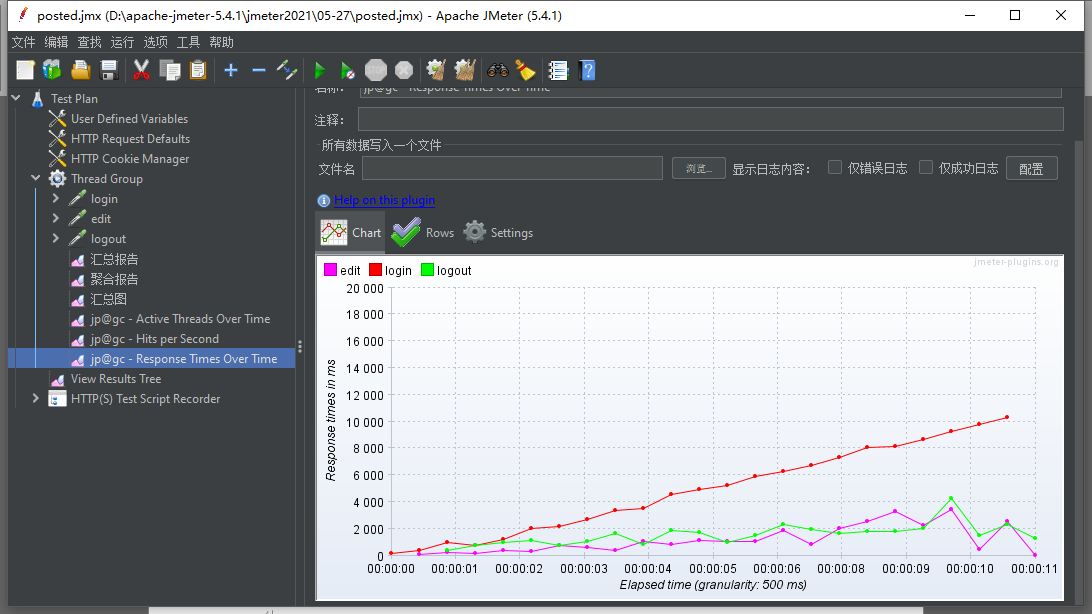 posted.jmx (D:\apache-jmeter-5.4.1\jmeter2021\05-27\posted.jmx) - Apache JMeter (5.4.1)
文件 编辑 查找 运行 选项 工具 帮助
STOP
Test Plan
User Defined Variables
HTTP Request Defaults
HTTP Cookie Manager
Thread Group
login
edit
logout
汇总报告
聚合报告
汇总图
jp@gc - Active Threads Over Time
jp@gc - Hits per Second
jp@gc - Response Times Over Time
View Results Tree
HTTP(S) Test Script Recorder
名称: jp@gc - Response Times Over Time
注释:
所有数据写入一个文件
文件名 浏览... 显示日志内容: 仅错误日志 仅成功日志 配置
Help on this plugin
Chart Rows Settings
jmeter-plugins.org
edit login logout
20 000
18 000
16 000
14 000
12 000
10 000
8 000
6 000
4 000
2 000
0
Response times in ms
00:00:00 00:00:01 00:00:02 00:00:03 00:00:04 00:00:05 00:00:06 00:00:08 00:00:09 00:00:10 00:00:11
Elapsed time (granularity: 500 ms)